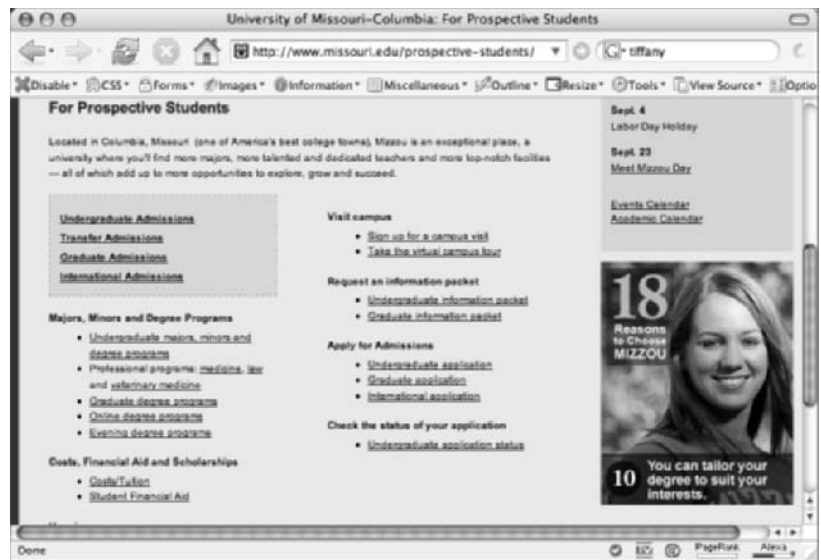 University of Missouri-Columbia: For Prospective Students
http://www.missouri.edu/prospective-students/
G tiffany
Disable CSS Forms Images Information Miscellaneous Outline Resize Tools View Source Optio
For Prospective Students
Located in Columbia, Missouri (one of America's best college towns), Mizzou is an exceptional place, a
university where you'll find more majors, more talented and dedicated teachers and more top-notch facilities
— all of which add up to more opportunities to explore, grow and succeed.
Undergraduate Admissions
Transfer Admissions
Graduate Admissions
International Admissions
Majors, Minors and Degree Programs
• Undergraduate majors, minors and
degree programs
• Professional programs: medicine, law
and veterinary medicine
• Graduate degree programs
• Online degree programs
• Evening degree programs
Costs, Financial Aid and Scholarships
• Costs/Tuition
• Student Financial Aid
Visit campus
• Sign up for a campus visit
• Take the virtual campus tour
Request an information packet
• Undergraduate information packet
• Graduate information packet
Apply for Admissions
• Undergraduate application
• Graduate application
• International application
Check the status of your application
• Undergraduate application status
Sept. 4
Labor Day Holiday
Sept. 23
Meet Mizzou Day
Events Calendar
Academic Calendar
18
Reasons
to Choose
MIZZOU
10 You can tailor your
degree to suit your
interests.
Done
PageRank Alexa